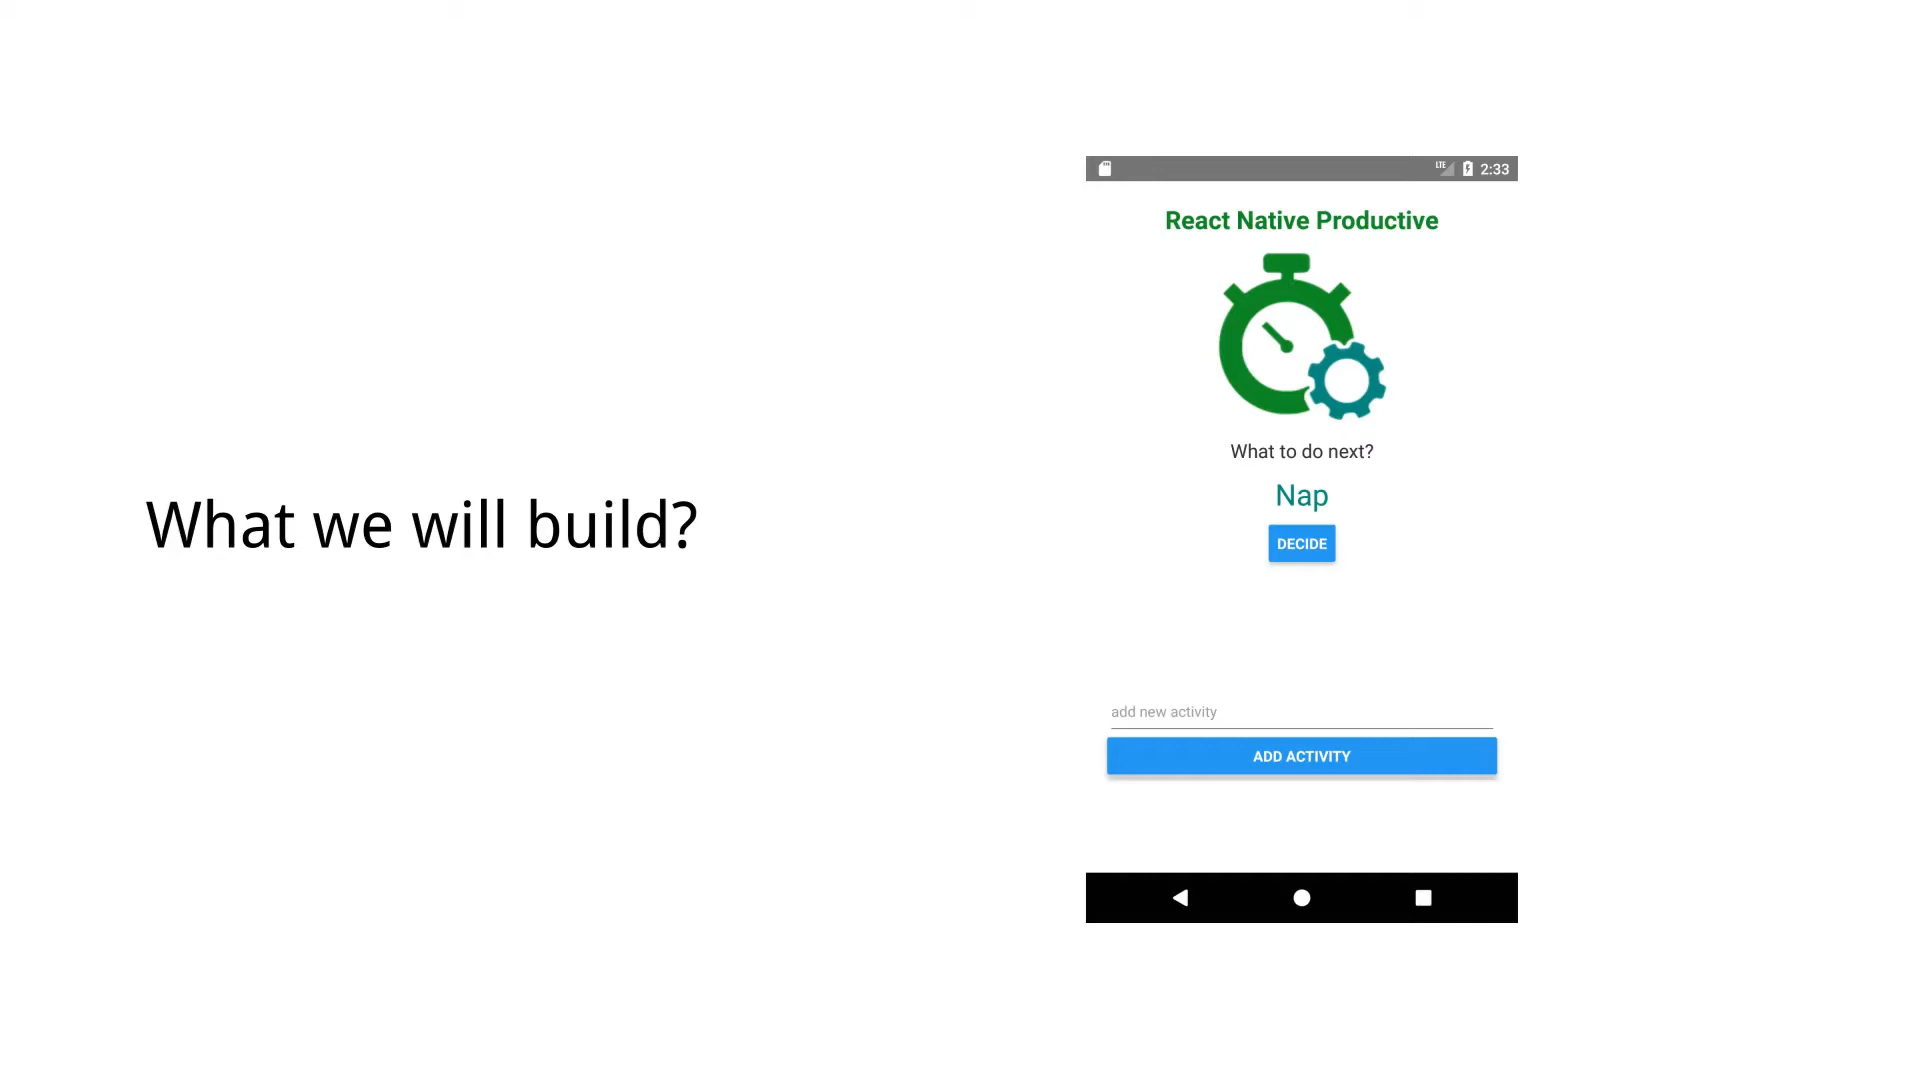 What we will build?
LTE 2:33
React Native Productive
What to do next?
Nap
DECIDE
add new activity
ADD ACTIVITY